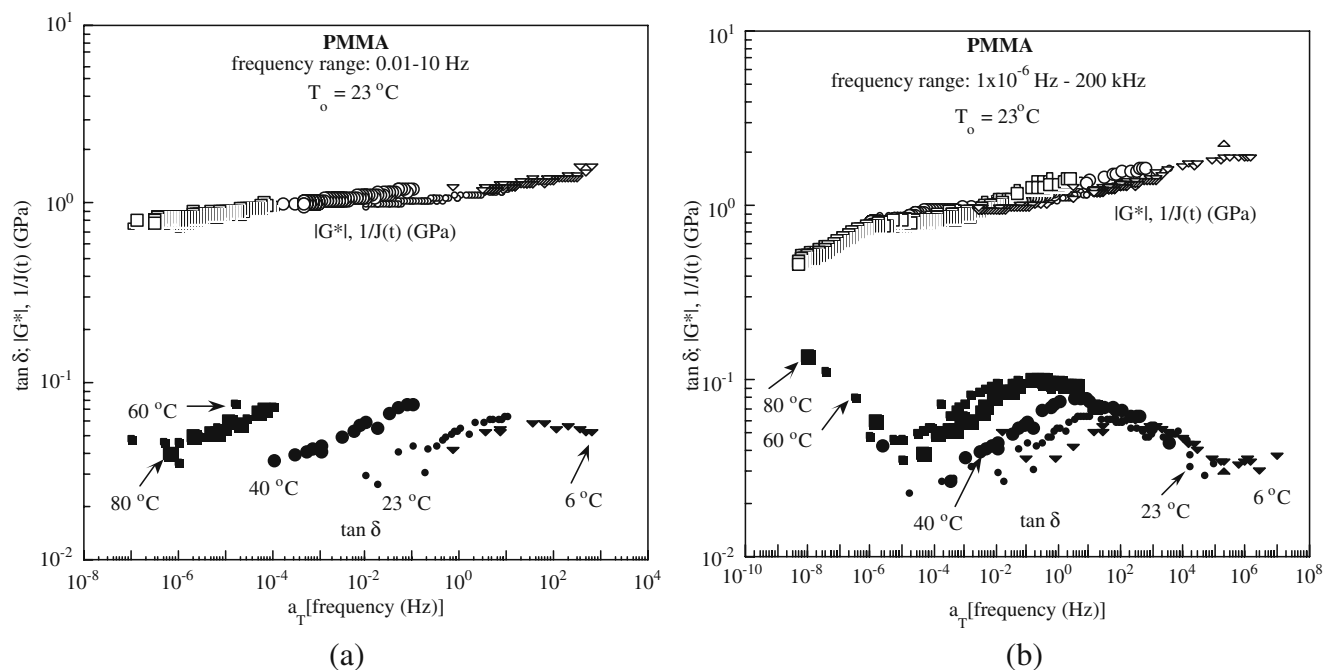 PMMA
frequency range: 0.01-10 Hz
T_o = 23 °C
10^1
10^0
10^-1
10^-2
tan δ; |G*|, 1/J(t) (GPa)
|G*|, 1/J(t) (GPa)
60 °C
80 °C
40 °C
23 °C
6 °C
tan δ
10^-8 10^-6 10^-4 10^-2 10^0 10^2 10^4
a_T[frequency (Hz)]
(a)
PMMA
frequency range: 1x10^-6 Hz - 200 kHz
T_o = 23°C
10^1
10^0
10^-1
10^-2
tan δ; |G*|, 1/J(t) (GPa)
|G*|, 1/J(t) (GPa)
80 °C
60 °C
40 °C
tan δ
23 °C
6 °C
10^-10 10^-8 10^-6 10^-4 10^-2 10^0 10^2 10^4 10^6 10^8
a_T[frequency (Hz)]
(b)